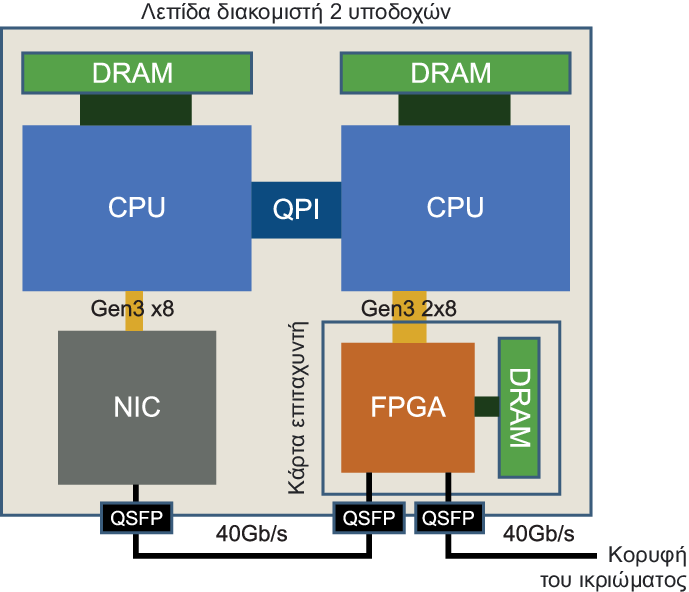 Λεπίδα διακομιστή 2 υποδοχών
DRAM
DRAM
CPU
QPI
CPU
Gen3 x8
Gen3 2x8
Κάρτα επιταχυντή
NIC
FPGA
DRAM
QSFP
QSFP
QSFP
40Gb/s
40Gb/s
Κορυφή
του ικριώματος